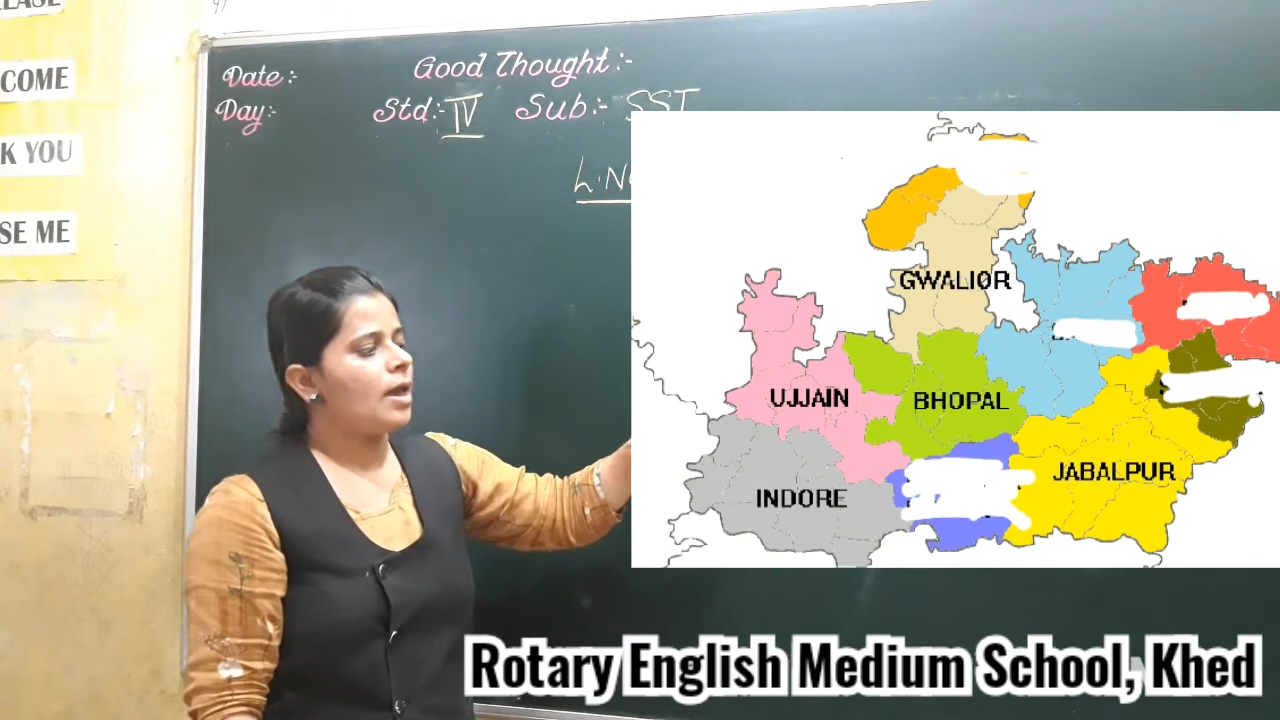 EASE
COME
K YOU
SE ME
Date:-
Good Thought:-
Day:-
Std:- IV
Sub:- SST
L.N
GWALIOR
UJJAIN
BHOPAL
JABALPUR
INDORE
Rotary English Medium School, Khed